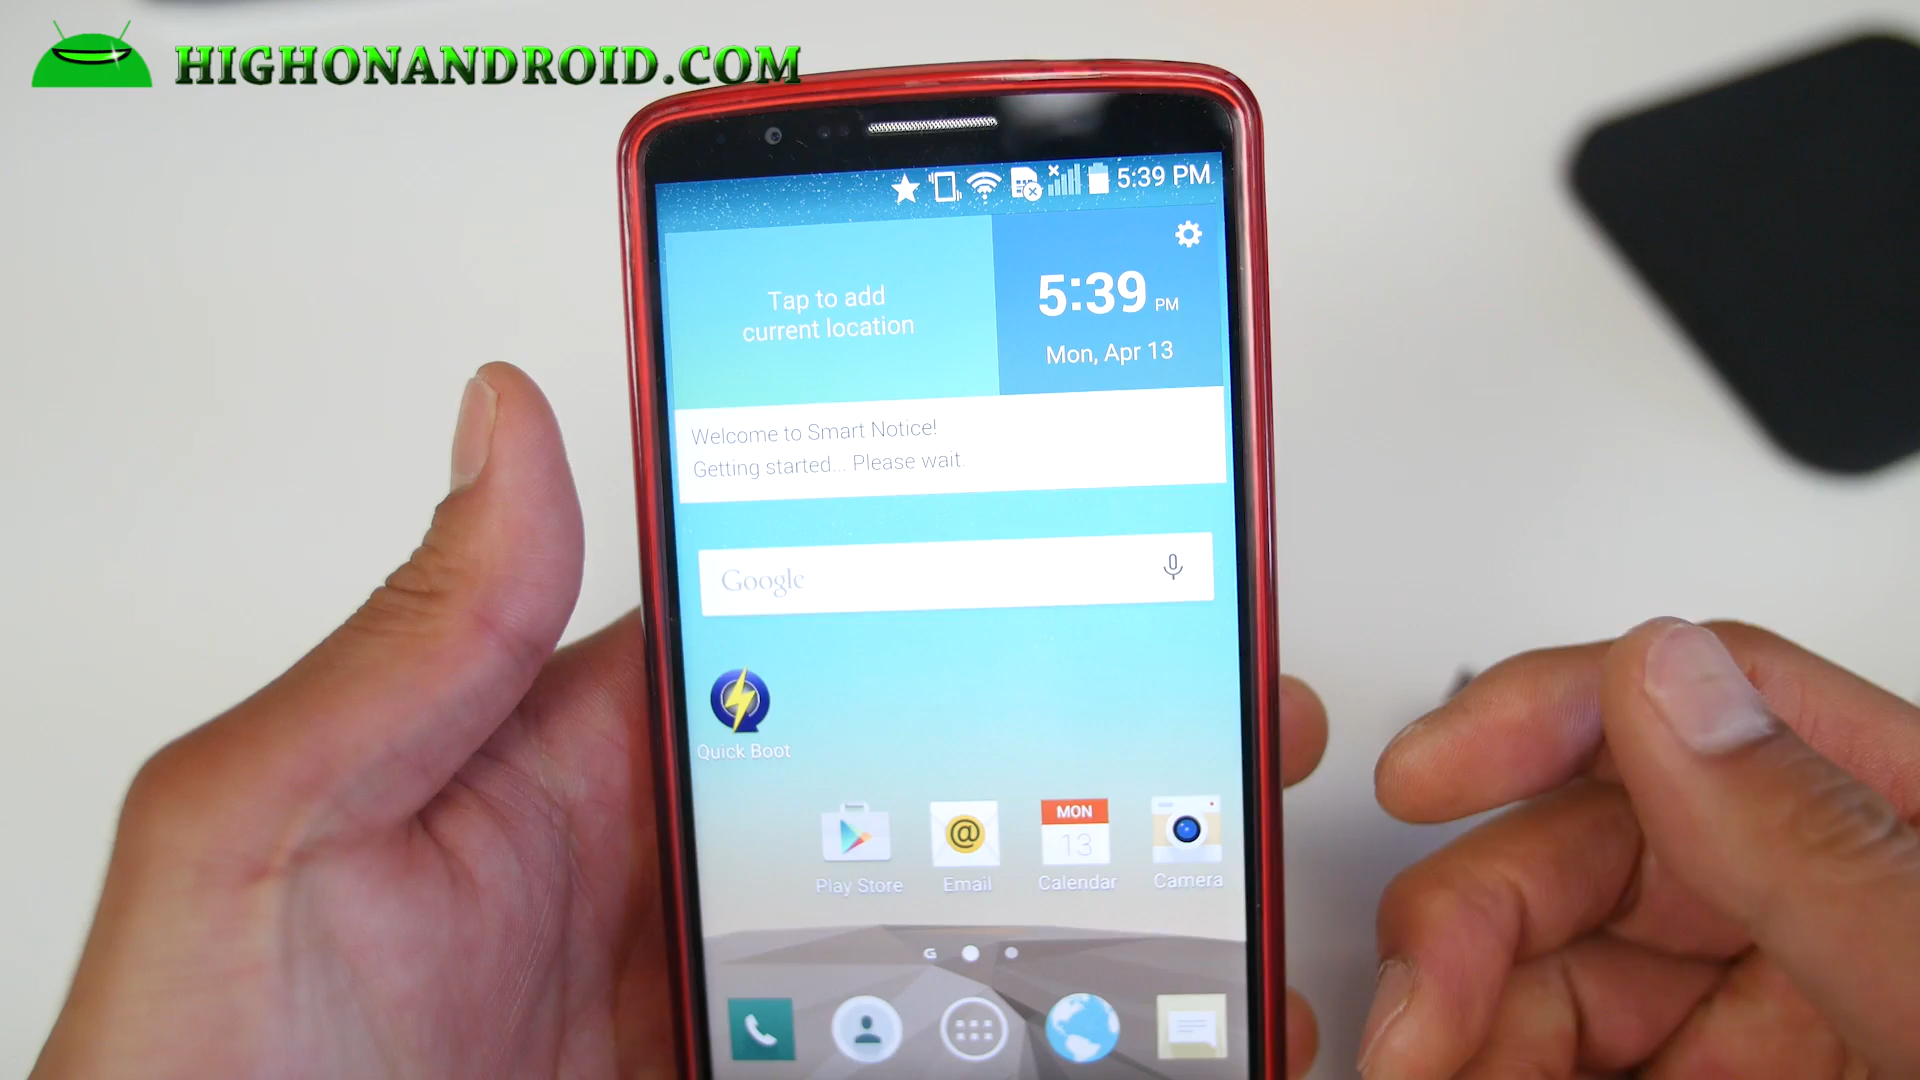 HIGHONANDROID.COM
5:39 PM
Tap to add
current location
5:39 PM
Mon, Apr 13
Welcome to Smart Notice!
Getting started... Please wait.
Google
Quick Boot
MON
13
Play Store
Email
Calendar
Camera
G